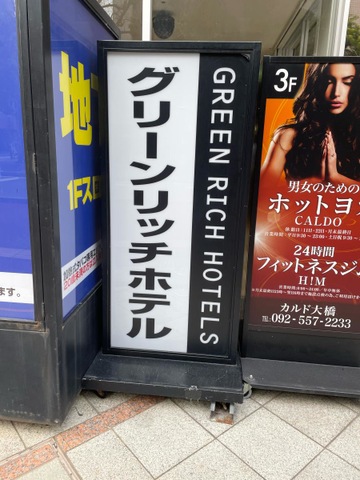 地
1Fス
ます。
グリーンリッチホテル
GREEN RICH HOTELS
3F
男女のための
ホットヨガ
CALDO
24時間
フィットネスジ
H!M
カルド大橋
TEL 092-557-2233